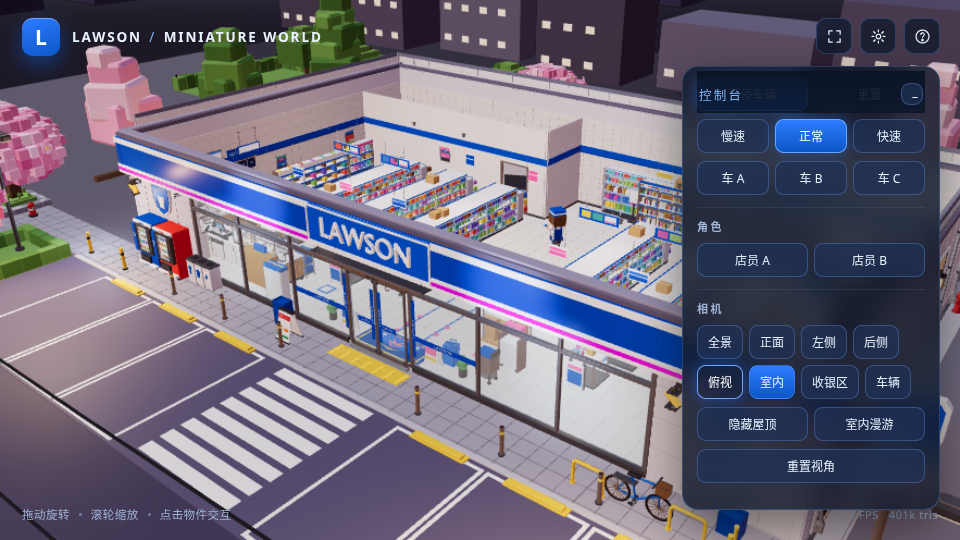 L LAWSON / MINIATURE WORLD
控制台
停车辆 重置
慢速 正常 快速
车 A 车 B 车 C
角色
店员 A 店员 B
相机
全景 正面 左侧 后侧
俯视 室内 收银区 车辆
隐藏屋顶 室内漫游
重置视角
LAWSON
拖动旋转 • 滚轮缩放 • 点击物件交互
FPS 401k tris